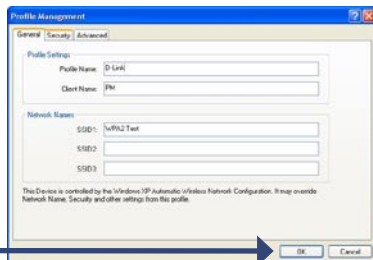 Profile Management
General Security Advanced
Profile Settings
Profile Name: D-Link
Client Name: PM
Network Names
SSID1: WPA2 Test
SSID2:
SSID3:
This Device is controlled by the Windows XP Automatic Wireless Network Configuration. It may override
Network Name, Security and other settings from this profile.
OK Cancel